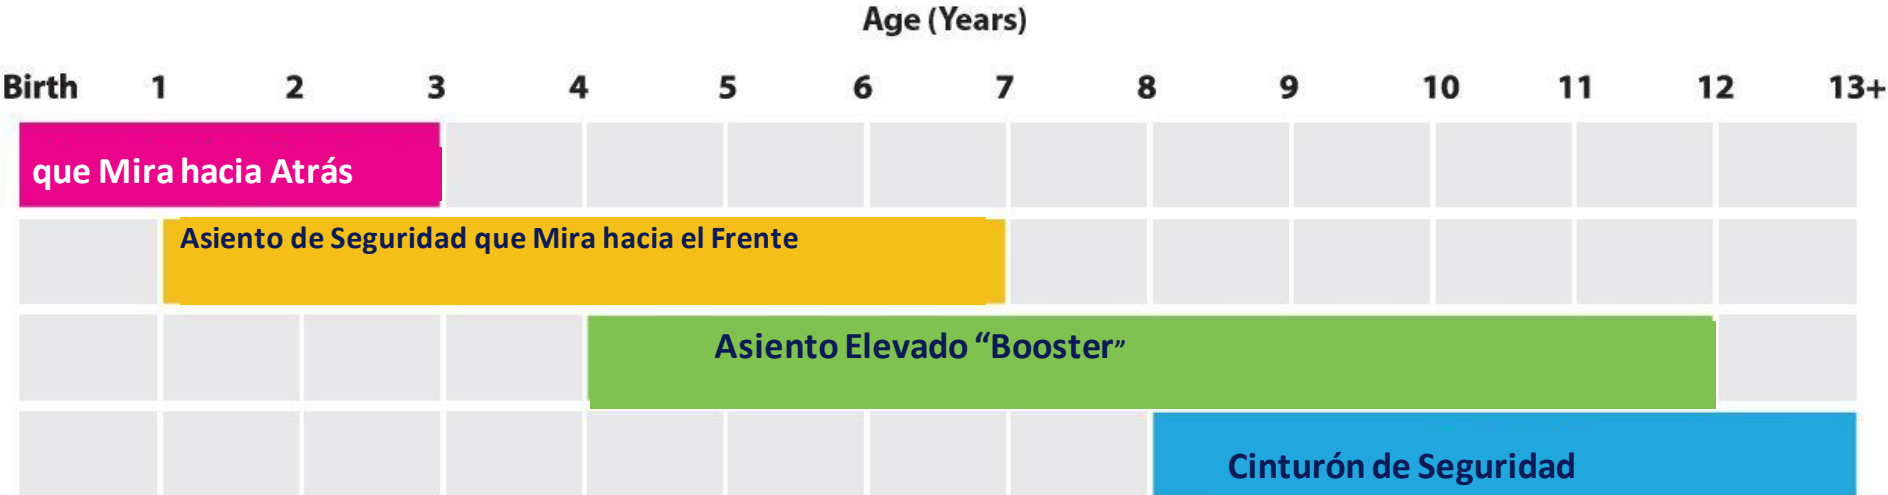 Age (Years)
Birth 1 2 3 4 5 6 7 8 9 10 11 12 13+
que Mira hacia Atrás
Asiento de Seguridad que Mira hacia el Frente
Asiento Elevado “Booster”
Cinturón de Seguridad